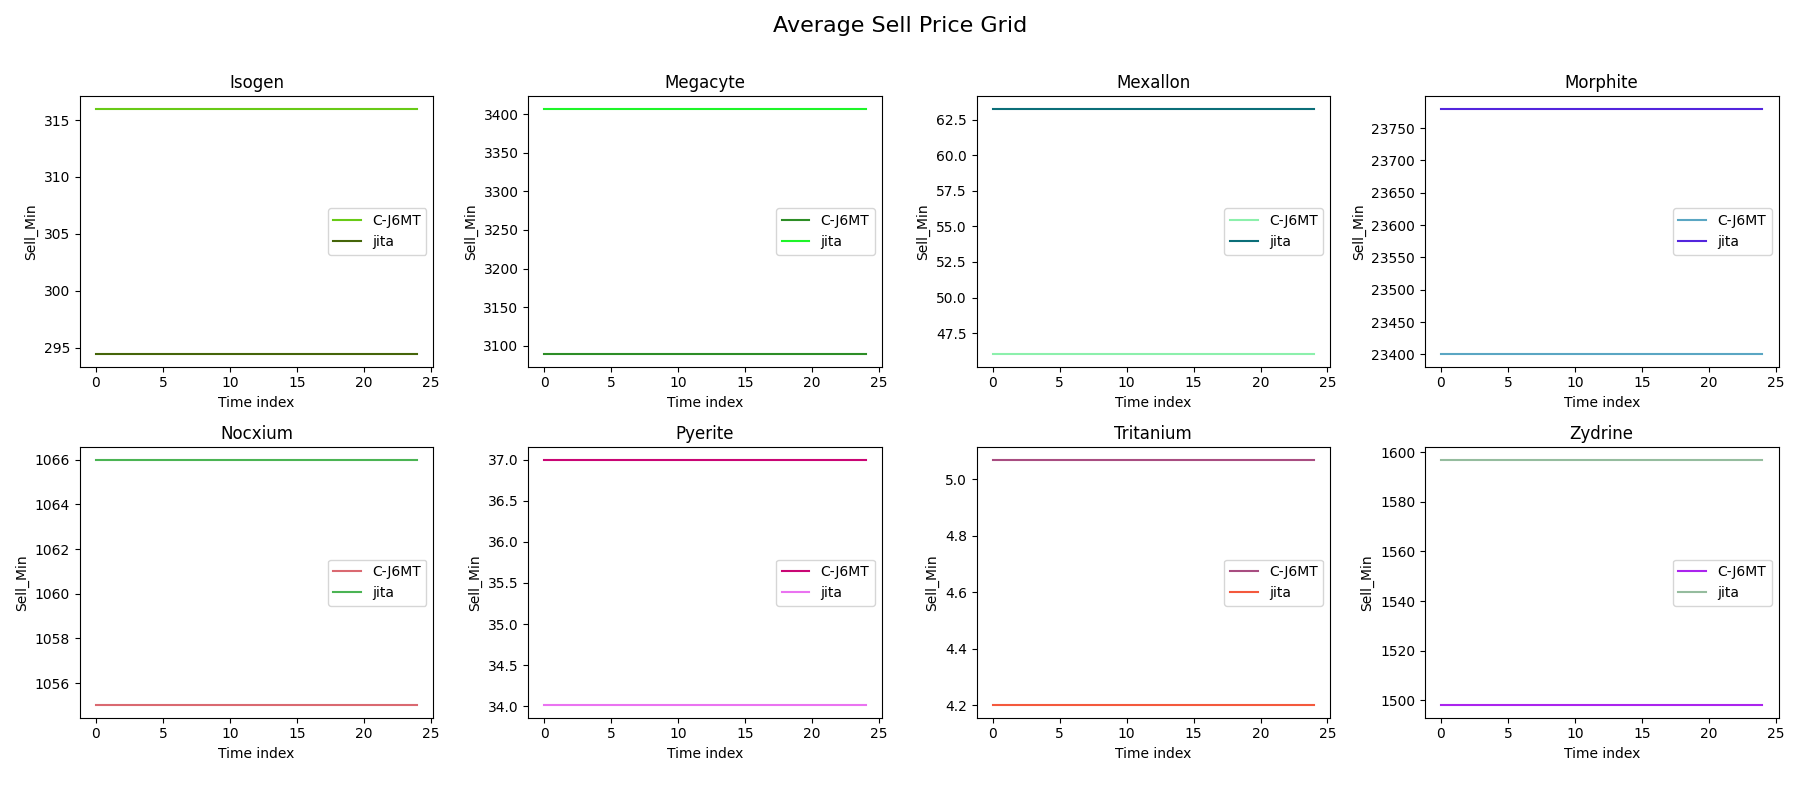 Average Sell Price Grid
Isogen
315
310
305
300
295
Sell_Min
C-J6MT
jita
0 5 10 15 20 25
Time index
Megacyte
3400
3350
3300
3250
3200
3150
3100
Sell_Min
C-J6MT
jita
0 5 10 15 20 25
Time index
Mexallon
62.5
60.0
57.5
55.0
52.5
50.0
47.5
Sell_Min
C-J6MT
jita
0 5 10 15 20 25
Time index
Morphite
23750
23700
23650
23600
23550
23500
23450
23400
Sell_Min
C-J6MT
jita
0 5 10 15 20 25
Time index
Nocxium
1066
1064
1062
1060
1058
1056
Sell_Min
C-J6MT
jita
0 5 10 15 20 25
Time index
Pyerite
37.0
36.5
36.0
35.5
35.0
34.5
34.0
Sell_Min
C-J6MT
jita
0 5 10 15 20 25
Time index
Tritanium
5.0
4.8
4.6
4.4
4.2
Sell_Min
C-J6MT
jita
0 5 10 15 20 25
Time index
Zydrine
1600
1580
1560
1540
1520
1500
Sell_Min
C-J6MT
jita
0 5 10 15 20 25
Time index